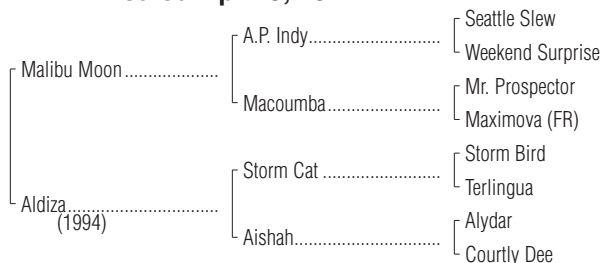 Seattle Slew
A.P. Indy
Weekend Surprise
Malibu Moon
Mr. Prospector
Macoumba
Maximova (FR)
Storm Bird
Storm Cat
Terlingua
Aldiza
(1994)
Alydar
Aishah
Courtly Dee